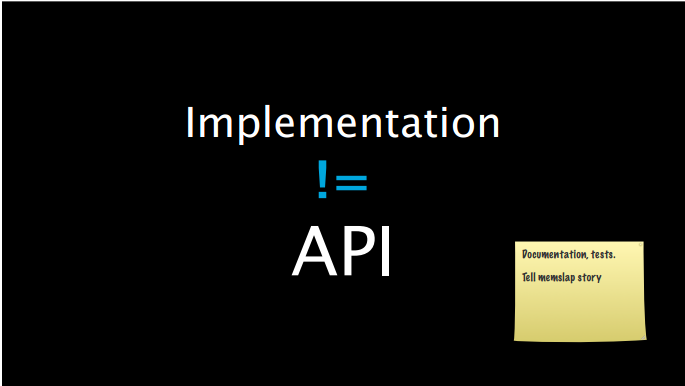 Implementation
!=
API
Documentation, tests.
Tell memslap story